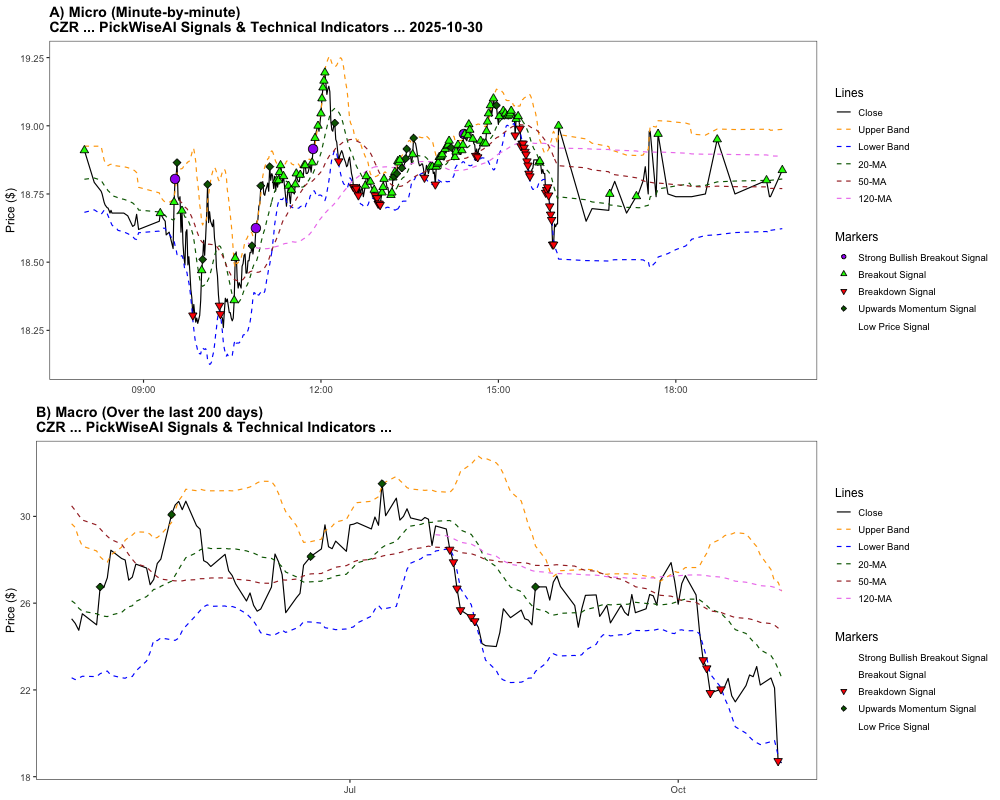 A) Micro (Minute-by-minute)
CZR ... PickWiseAI Signals & Technical Indicators ... 2025-10-30
Price ($)
19.25
19.00
18.75
18.50
18.25
09:00
12:00
15:00
18:00
Lines
Close
Upper Band
Lower Band
20-MA
50-MA
120-MA
Markers
Strong Bullish Breakout Signal
Breakout Signal
Breakdown Signal
Upwards Momentum Signal
Low Price Signal
B) Macro (Over the last 200 days)
CZR ... PickWiseAI Signals & Technical Indicators ...
Price ($)
30
26
22
18
Jul
Oct
Lines
Close
Upper Band
Lower Band
20-MA
50-MA
120-MA
Markers
Strong Bullish Breakout Signal
Breakout Signal
Breakdown Signal
Upwards Momentum Signal
Low Price Signal